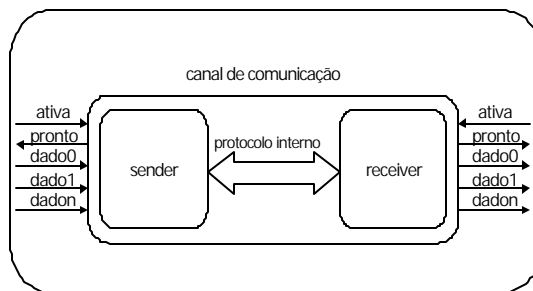 canal de comunicação
ativa
pronto
dado0
dado1
dadon
sender
protocolo interno
receiver
ativa
pronto
dado0
dado1
dadon